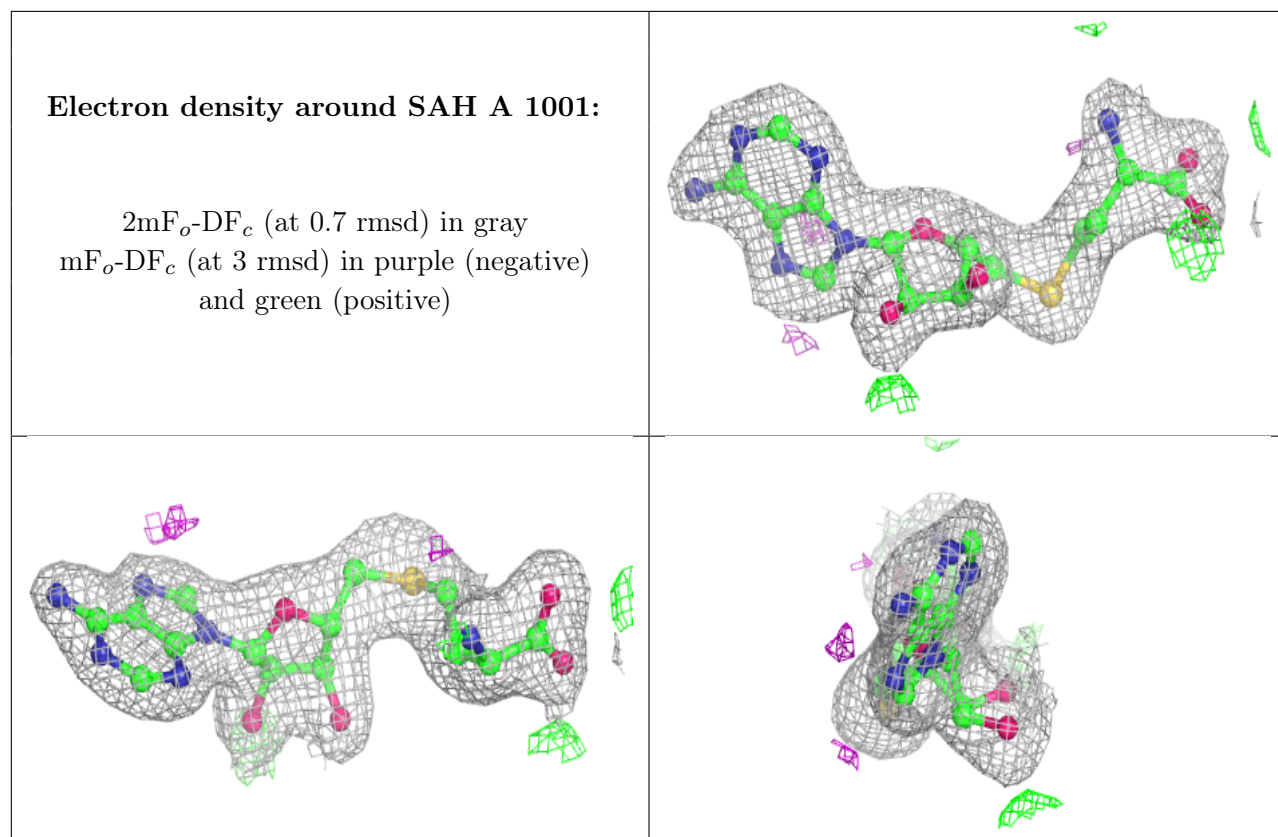 Electron density around SAH A 1001:
2mFₒ-DF𝒸 (at 0.7 rmsd) in gray
mFₒ-DF𝒸 (at 3 rmsd) in purple (negative)
and green (positive)